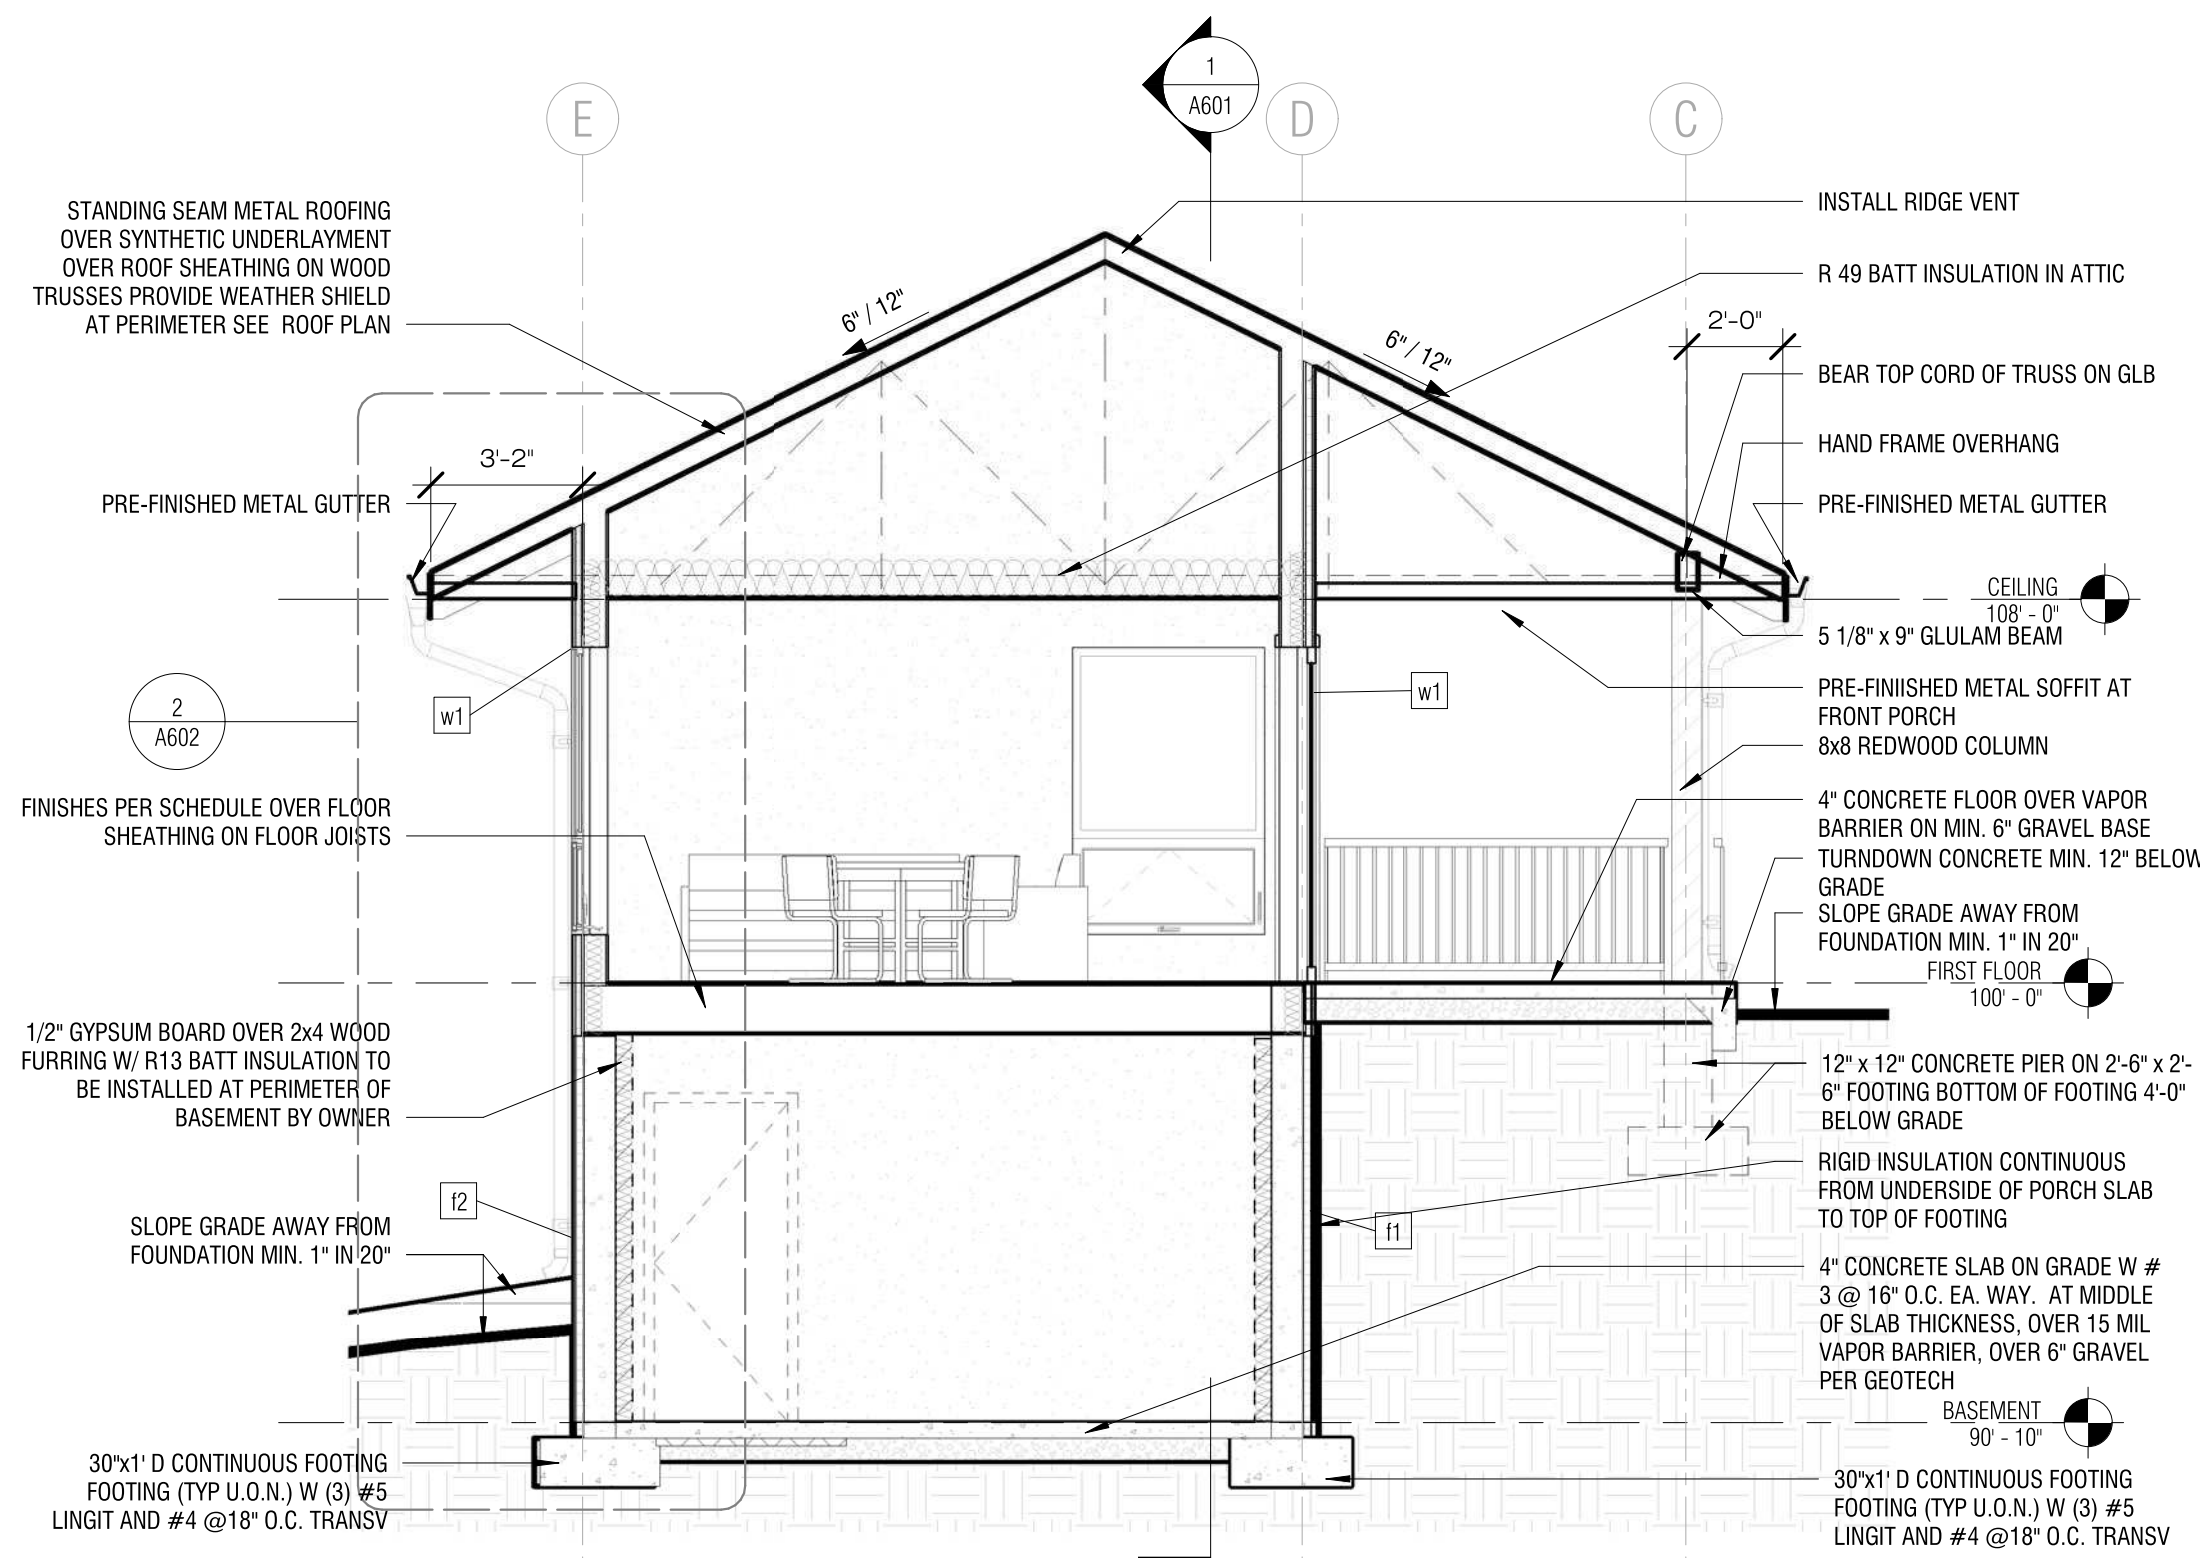 1
A601
E
D
C
STANDING SEAM METAL ROOFING
OVER SYNTHETIC UNDERLAYMENT
OVER ROOF SHEATHING ON WOOD
TRUSSES PROVIDE WEATHER SHIELD
AT PERIMETER SEE ROOF PLAN
3'-2"
PRE-FINISHED METAL GUTTER
6" / 12"
6" / 12"
2'-0"
INSTALL RIDGE VENT
R 49 BATT INSULATION IN ATTIC
BEAR TOP CORD OF TRUSS ON GLB
HAND FRAME OVERHANG
PRE-FINISHED METAL GUTTER
CEILING
108' - 0"
5 1/8" x 9" GLULAM BEAM
w1
w1
2
A602
PRE-FINIISHED METAL SOFFIT AT
FRONT PORCH
8x8 REDWOOD COLUMN
FINISHES PER SCHEDULE OVER FLOOR
SHEATHING ON FLOOR JOISTS
4" CONCRETE FLOOR OVER VAPOR
BARRIER ON MIN. 6" GRAVEL BASE
TURNDOWN CONCRETE MIN. 12" BELOW
GRADE
SLOPE GRADE AWAY FROM
FOUNDATION MIN. 1" IN 20"
FIRST FLOOR
100' - 0"
1/2" GYPSUM BOARD OVER 2x4 WOOD
FURRING W/ R13 BATT INSULATION TO
BE INSTALLED AT PERIMETER OF
BASEMENT BY OWNER
12" x 12" CONCRETE PIER ON 2'-6" x 2'-
6" FOOTING BOTTOM OF FOOTING 4'-0"
BELOW GRADE
f2
f1
RIGID INSULATION CONTINUOUS
FROM UNDERSIDE OF PORCH SLAB
TO TOP OF FOOTING
SLOPE GRADE AWAY FROM
FOUNDATION MIN. 1" IN 20"
4" CONCRETE SLAB ON GRADE W #
3 @ 16" O.C. EA. WAY. AT MIDDLE
OF SLAB THICKNESS, OVER 15 MIL
VAPOR BARRIER, OVER 6" GRAVEL
PER GEOTECH
BASEMENT
90' - 10"
30"x1' D CONTINUOUS FOOTING
FOOTING (TYP U.O.N.) W (3) #5
LINGIT AND #4 @18" O.C. TRANSV
30"x1' D CONTINUOUS FOOTING
FOOTING (TYP U.O.N.) W (3) #5
LINGIT AND #4 @18" O.C. TRANSV